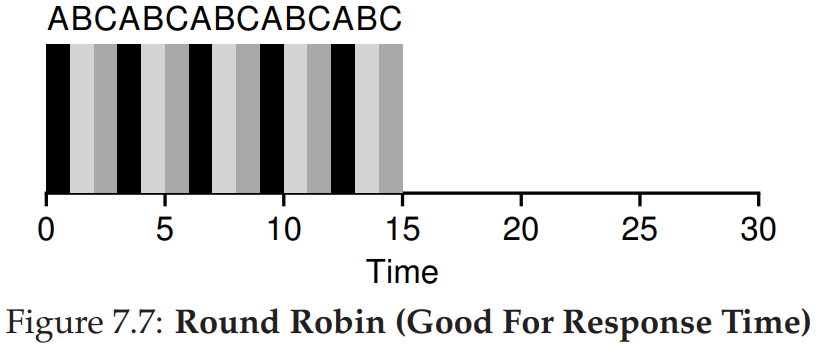 ABCABCABCABCABC
0 5 10 15 20 25 30
Time
Figure 7.7: Round Robin (Good For Response Time)